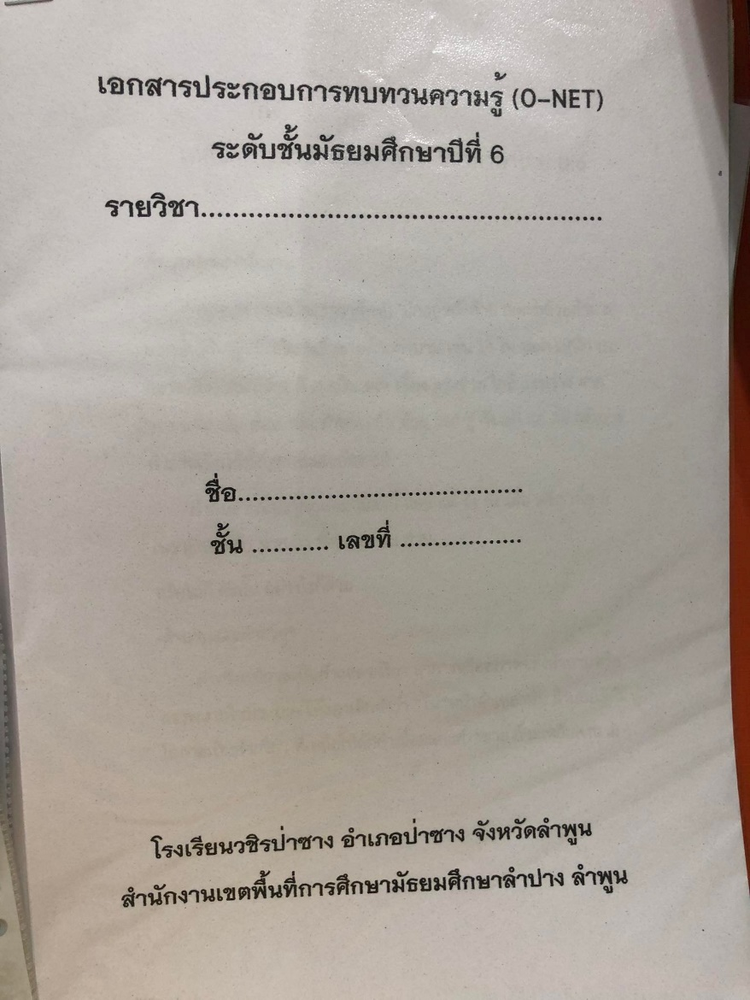 เอกสารประกอบการทบทวนความรู้ (O-NET)
ระดับชั้นมัธยมศึกษาปีที่ 6
รายวิชา..................................................
ชื่อ.......................................
ชั้น ........... เลขที่ .................
โรงเรียนวชิรป่าซาง อำเภอป่าซาง จังหวัดลำพูน
สำนักงานเขตพื้นที่การศึกษามัธยมศึกษาลำปาง ลำพูน